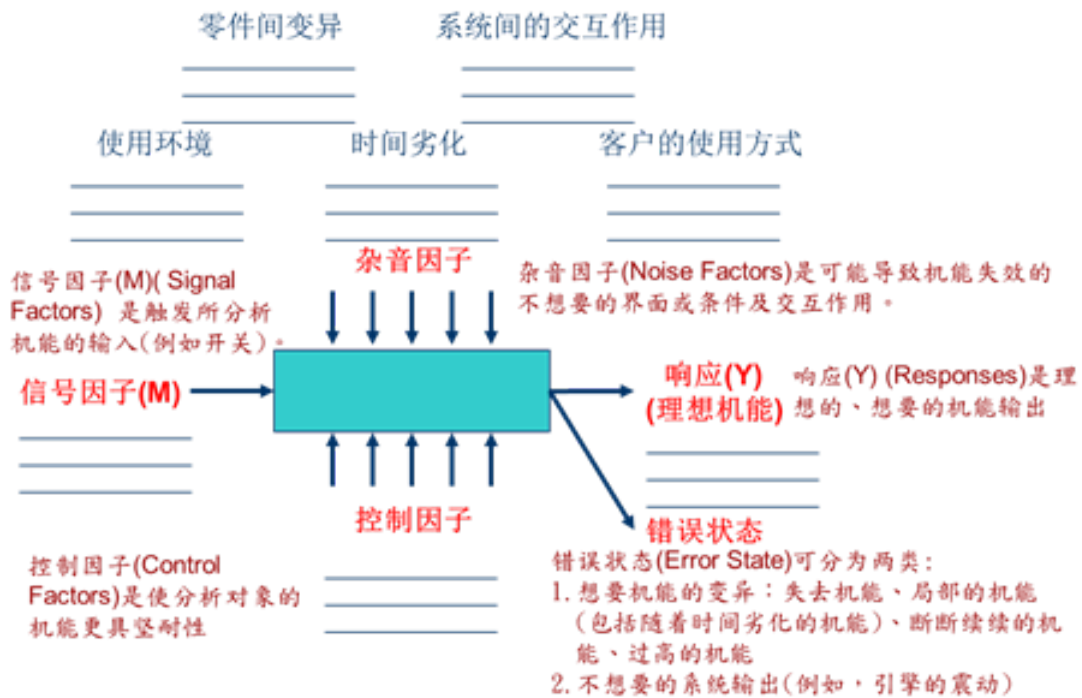 零件间变异
系统间的交互作用
使用环境
时间劣化
客户的使用方式
杂音因子
信号因子(M)( Signal
Factors) 是触发所分析
机能的输入(例如开关)。
杂音因子(Noise Factors)是可能导致机能失效的
不想要的界面或条件及交互作用。
信号因子(M)
响应(Y)
(理想机能)
响应(Y) (Responses)是理
想的、想要的机能输出
控制因子
错误状态
控制因子(Control
Factors)是使分析对象的
机能更具坚耐性
错误状态(Error State)可分为两类:
1. 想要机能的变异：失去机能、局部的机能
(包括随着时间劣化的机能)、断断续续的机
能、过高的机能
2. 不想要的系统输出(例如，引擎的震动)